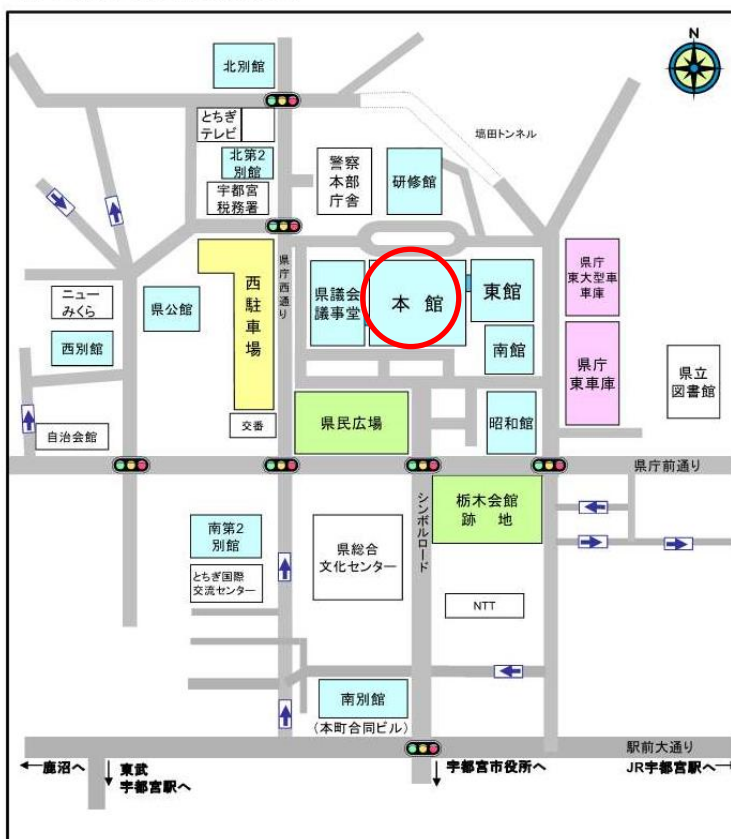 N
北別館
とちぎ
テレビ
塙田トンネル
北第2
別館
警察
本部
庁舎
研修館
宇都宮
税務署
県庁西通り
県庁
東大型車
車庫
西駐車場
県議会
議事堂
本 館
東館
ニュー
みくら
県公館
南館
西別館
県庁
東車庫
県立
図書館
県民広場
昭和館
交番
自治会館
県庁前通り
シンボルロード
栃木会館
跡 地
南第2
別館
県総合
文化センター
とちぎ国際
交流センター
NTT
南別館
(本町合同ビル)
駅前大通り
←鹿沼へ
↓東武
宇都宮駅へ
↓宇都宮市役所へ
JR宇都宮駅へ→